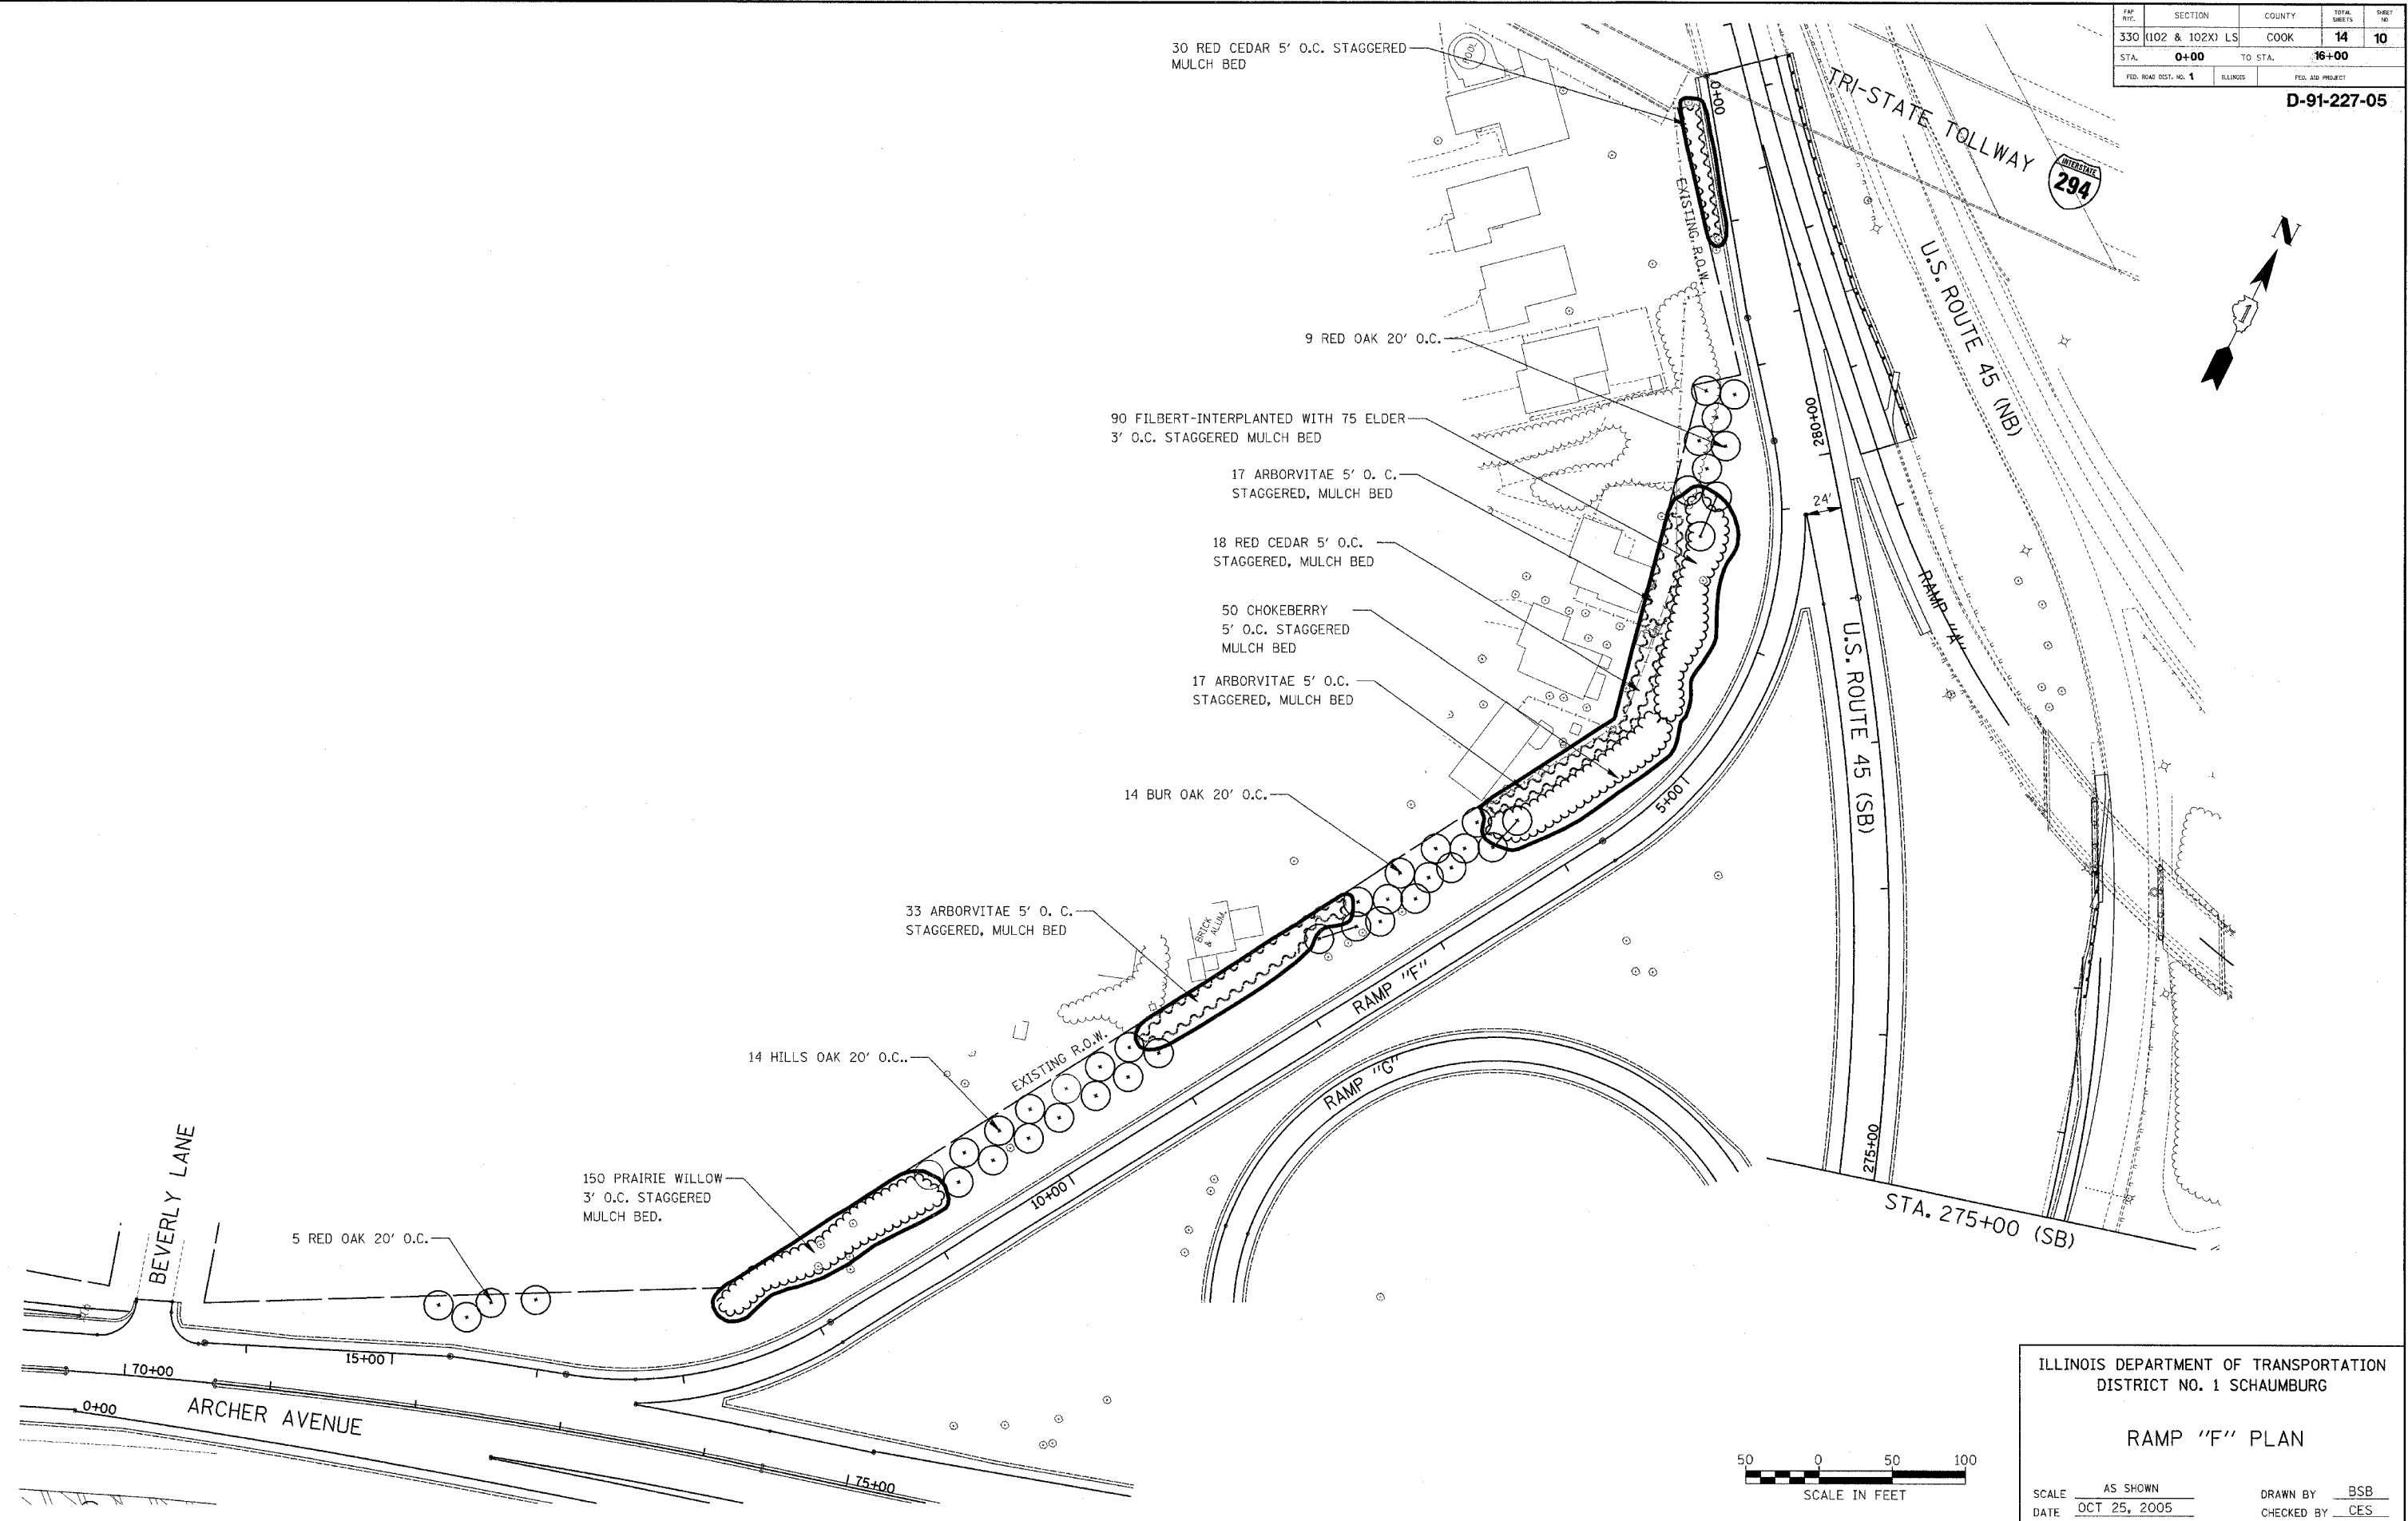 FAP RTE.
SECTION
COUNTY
TOTAL SHEETS
SHEET NO
330
(102 & 102X) LS
COOK
14
10
STA. 0+00 TO STA. 16+00
FED. ROAD DIST. NO. 1
ILLINOIS
FED. AID PROJECT
D-91-227-05
30 RED CEDAR 5' O.C. STAGGERED
MULCH BED
POOL
0+00
TRI-STATE TOLLWAY
INTERSTATE
294
EXISTING R.O.W.
U.S. ROUTE 45 (NB)
N
1
9 RED OAK 20' O.C.
280+00
90 FILBERT-INTERPLANTED WITH 75 ELDER
3' O.C. STAGGERED MULCH BED
17 ARBORVITAE 5' O. C.
STAGGERED, MULCH BED
24'
18 RED CEDAR 5' O.C.
STAGGERED, MULCH BED
RAMP "A"
50 CHOKEBERRY
5' O.C. STAGGERED
MULCH BED
U.S. ROUTE 45 (SB)
17 ARBORVITAE 5' O.C.
STAGGERED, MULCH BED
14 BUR OAK 20' O.C.
5+00
33 ARBORVITAE 5' O. C.
STAGGERED, MULCH BED
BRICK
& ALUM.
RAMP "F"
14 HILLS OAK 20' O.C..
EXISTING R.O.W.
RAMP "G"
275+00
BEVERLY LANE
150 PRAIRIE WILLOW
3' O.C. STAGGERED
MULCH BED.
10+00
STA. 275+00 (SB)
5 RED OAK 20' O.C.
15+00
170+00
0+00
ARCHER AVENUE
175+00
50 0 50 100
SCALE IN FEET
ILLINOIS DEPARTMENT OF TRANSPORTATION
DISTRICT NO. 1 SCHAUMBURG
RAMP "F" PLAN
SCALE AS SHOWN
DRAWN BY BSB
DATE OCT 25, 2005
CHECKED BY CES